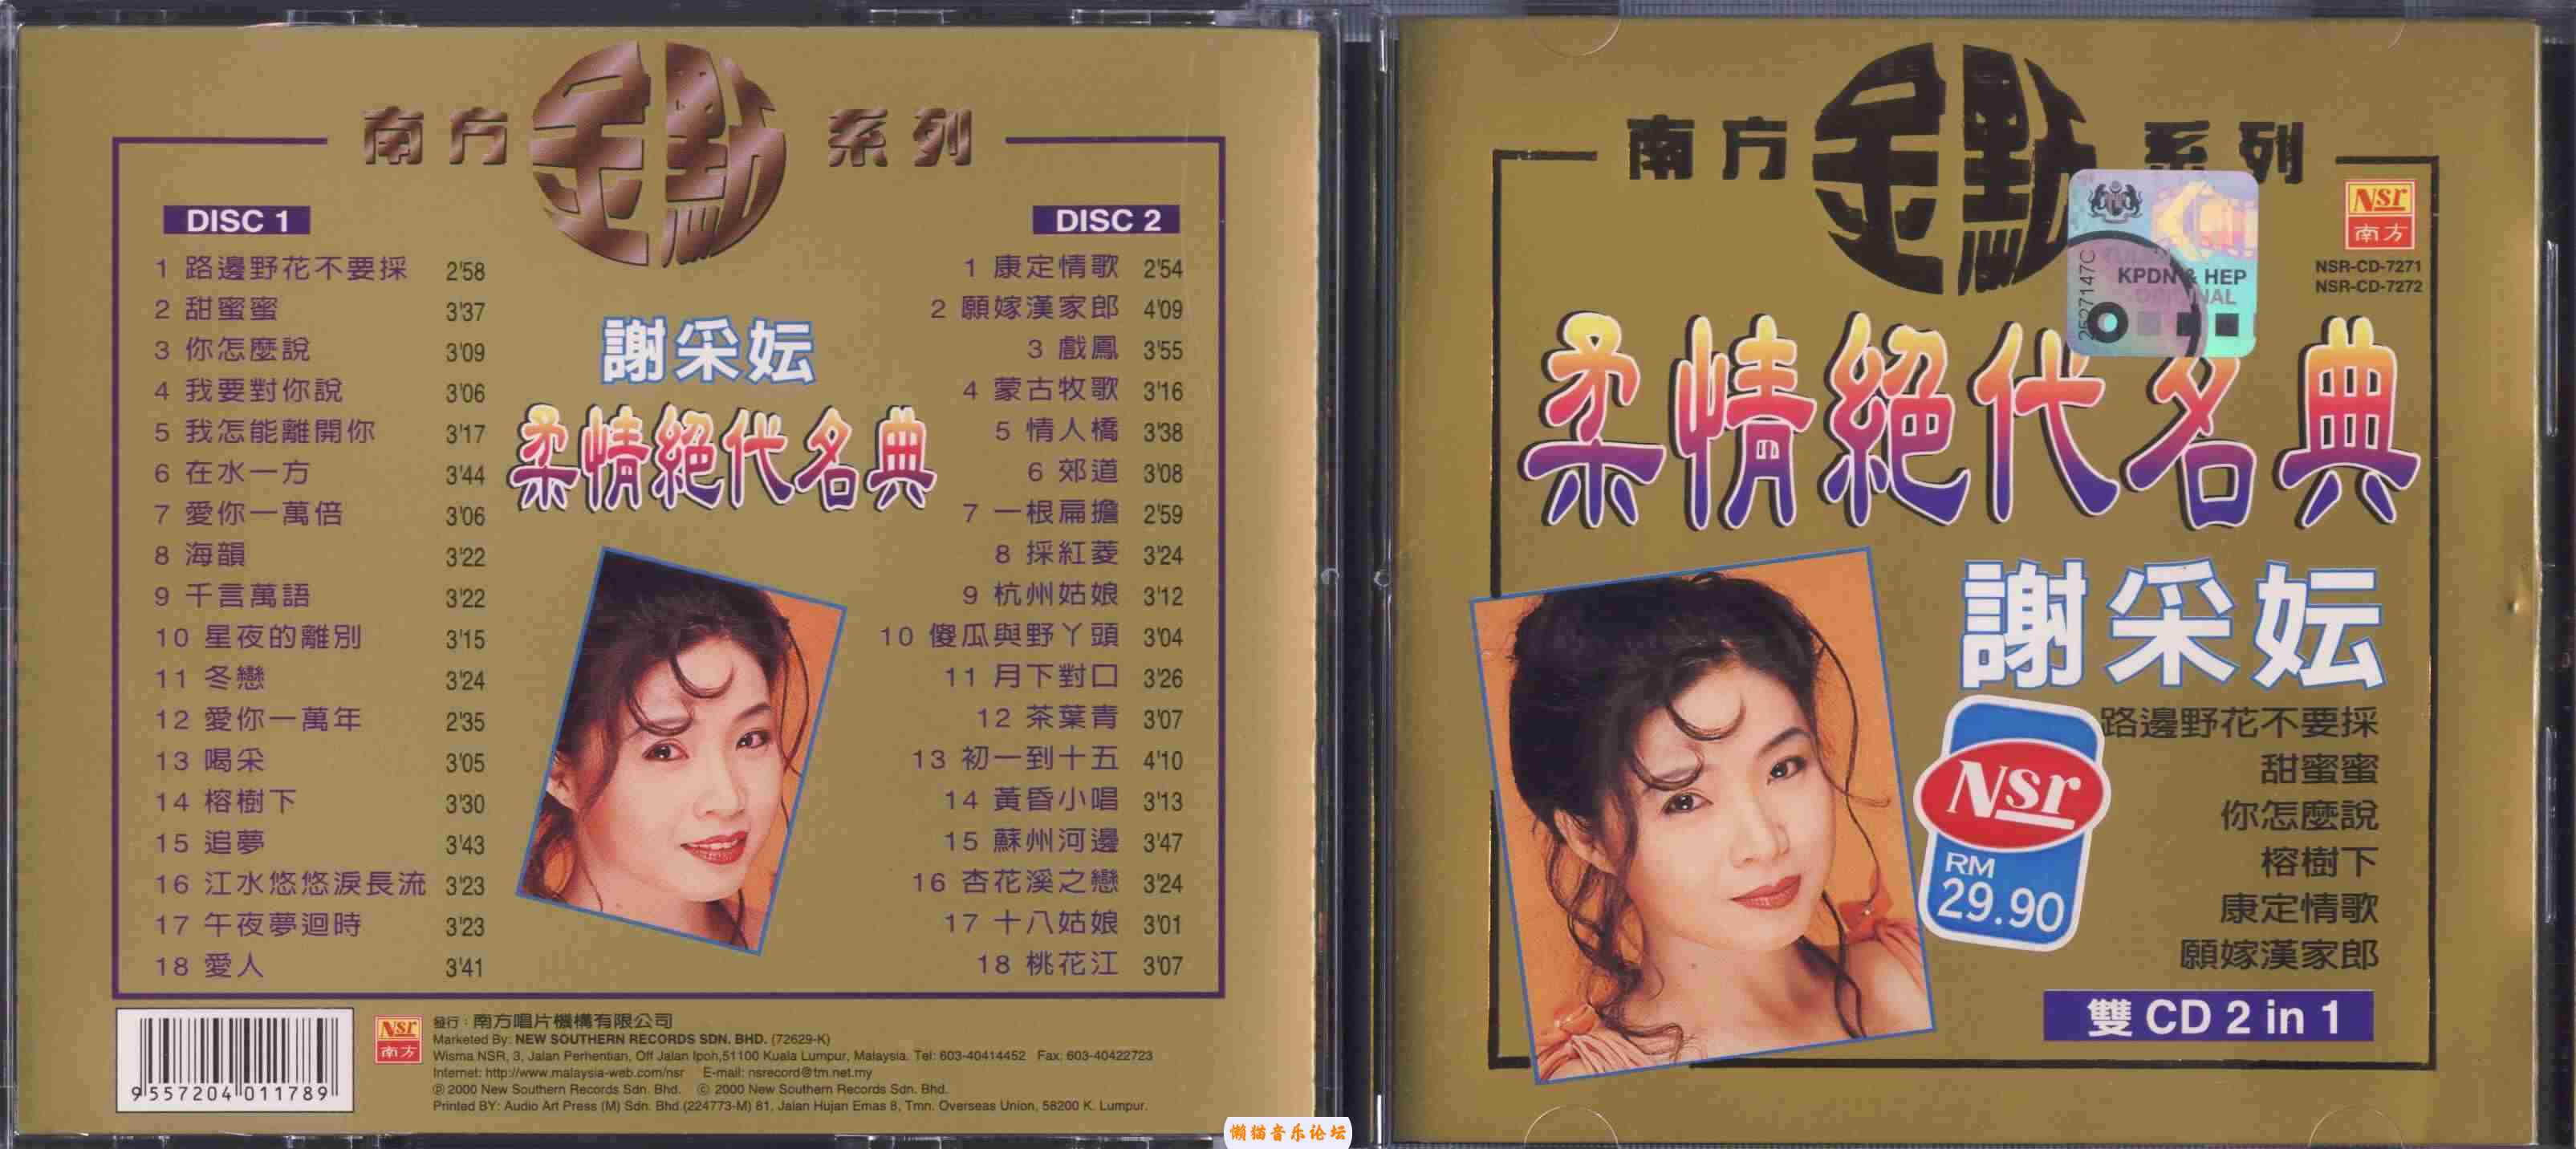 南方金點系列
DISC 1
1 路邊野花不要採 2'58
2 甜蜜蜜 3'37
3 你怎麼說 3'09
4 我要對你說 3'06
5 我怎能離開你 3'17
6 在水一方 3'44
7 愛你一萬倍 3'06
8 海韻 3'22
9 千言萬語 3'22
10 星夜的離別 3'15
11 冬戀 3'24
12 愛你一萬年 2'35
13 喝采 3'05
14 榕樹下 3'30
15 追夢 3'43
16 江水悠悠淚長流 3'23
17 午夜夢迴時 3'23
18 愛人 3'41
謝采妘
柔情絕代名典
DISC 2
1 康定情歌 2'54
2 願嫁漢家郎 4'09
3 戲鳳 3'55
4 蒙古牧歌 3'16
5 情人橋 3'38
6 郊道 3'08
7 一根扁擔 2'59
8 採紅菱 3'24
9 杭州姑娘 3'12
10 傻瓜與野丫頭 3'04
11 月下對口 3'26
12 茶葉青 3'07
13 初一到十五 4'10
14 黃昏小唱 3'13
15 蘇州河邊 3'47
16 杏花溪之戀 3'24
17 十八姑娘 3'01
18 桃花江 3'07
9 557204 011789
Nsr
南方
發行：南方唱片機構有限公司
Marketed By: NEW SOUTHERN RECORDS SDN. BHD. (72629-K)
Wisma NSR, 3, Jalan Perhentian, Off Jalan Ipoh,51100 Kuala Lumpur, Malaysia. Tel: 603-40414452 Fax: 603-40422723
Internet: http://www.malaysia-web.com/nsr E-mail: nsrecord@tm.net.my
℗ 2000 New Southern Records Sdn. Bhd. © 2000 New Southern Records Sdn. Bhd.
Printed BY: Audio Art Press (M) Sdn. Bhd.(224773-M) 81, Jalan Hujan Emas 8, Tmn. Overseas Union, 58200 K. Lumpur.
懒猫音乐论坛
南方金點系列
Nsr
南方
NSR-CD-7271
NSR-CD-7272
KPDN & HEP
ORIGINAL
2527147C
柔情絕代名典
謝采妘
路邊野花不要採
甜蜜蜜
你怎麼說
榕樹下
康定情歌
願嫁漢家郎
Nsr
RM
29.90
雙 CD 2 in 1